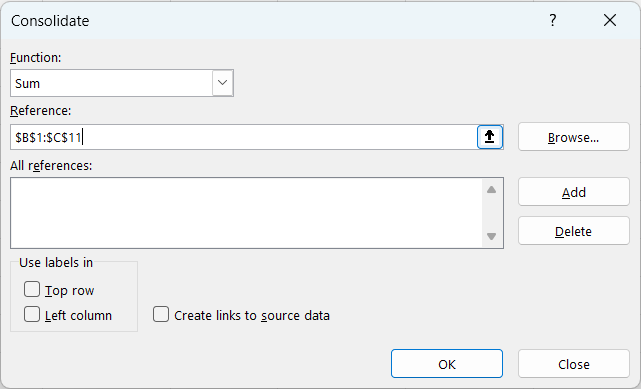 Consolidate
?
Function:
Sum
Reference:
$B$1:$C$11
Browse...
All references:
Add
Delete
Use labels in
Top row
Left column
Create links to source data
OK
Close